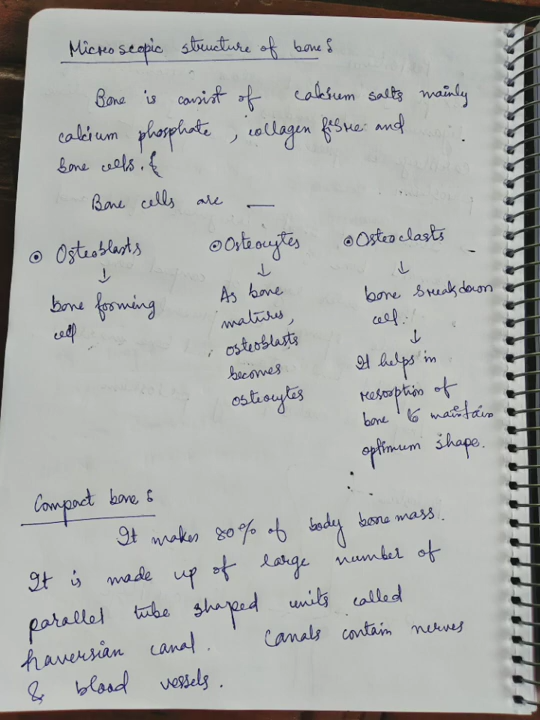 Microscopic structure of bone :
Bone is consist of calcium salts mainly
calcium phosphate , collagen fibre and
bone cells. {
Bone cells are —
⊙ Osteoblasts
↓
bone forming
cell
⊙ Osteocytes
↓
As bone
matures,
osteoblasts
becomes
osteocytes
⊙ Osteoclasts
↓
bone breakdown
cell.
↓
It helps in
resorption of
bone to maintain
optimum shape.
Compact bone :
It makes 80% of body bone mass.
It is made up of large number of
parallel tube shaped units called
haversian canal. Canals contain nerves
& blood vessels.